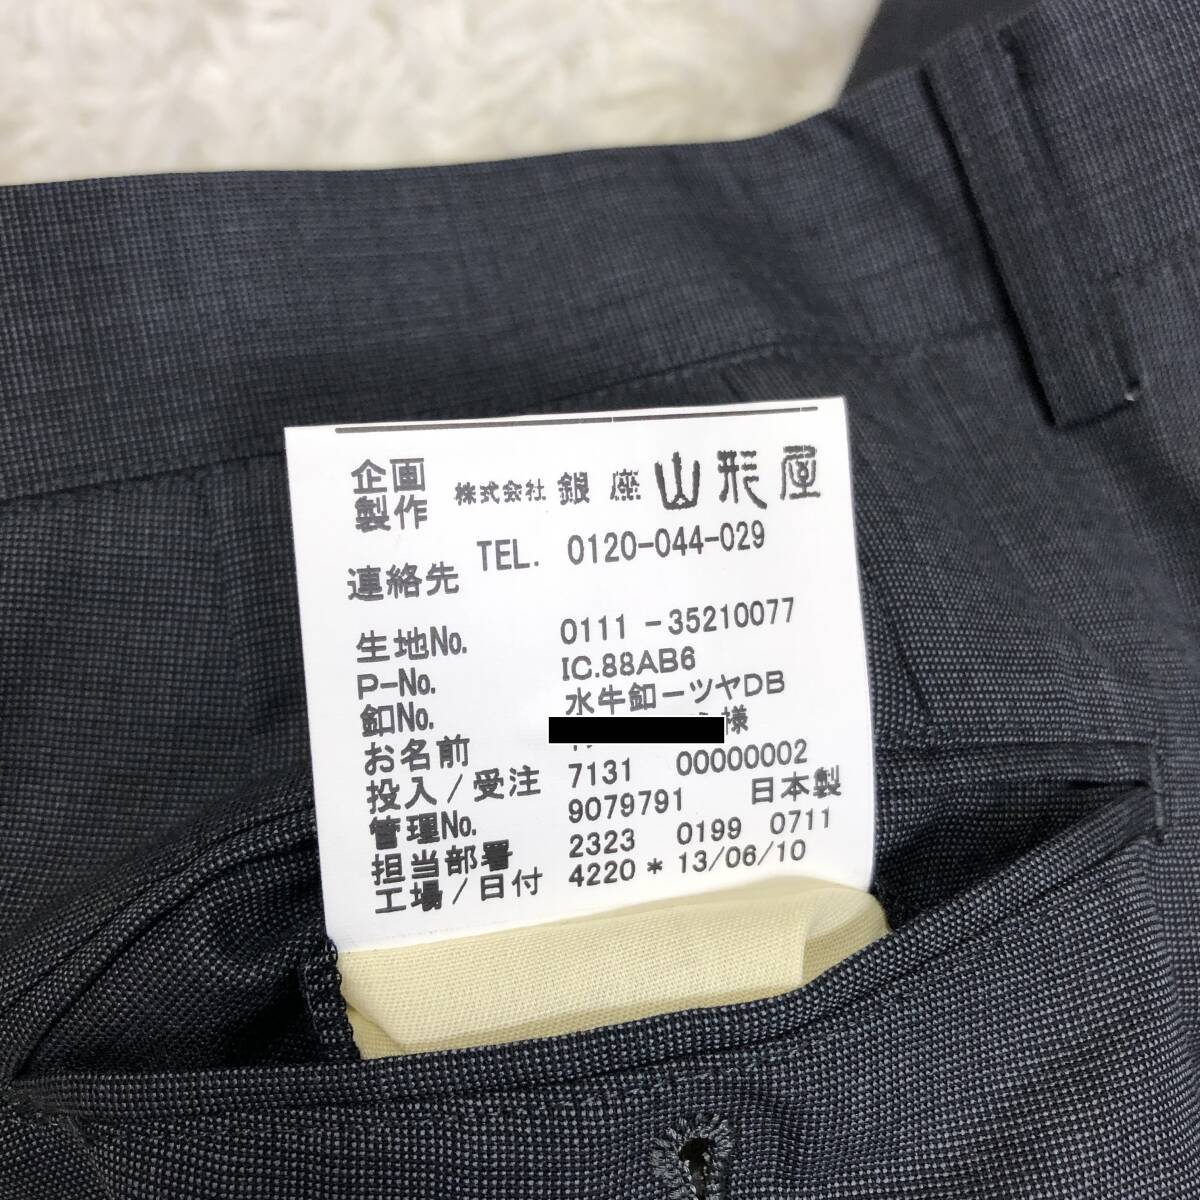 企画
製作 株式会社 銀座 山形屋
連絡先 TEL. 0120-044-029
生地No. 0111 -35210077
P-No. IC.88AB6
釦No. 水牛釦ーツヤDB
お名前 様
投入/受注 7131 00000002
管理No. 9079791 日本製
担当部署 2323 0199 0711
工場/日付 4220 * 13/06/10